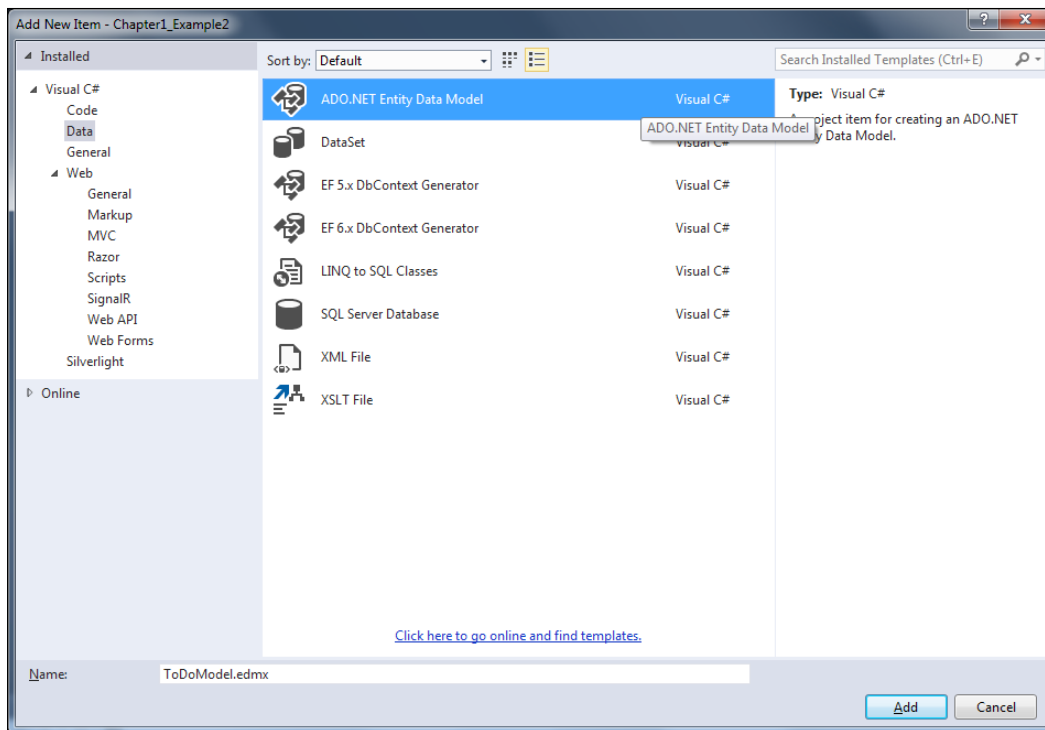 Add New Item - Chapter1_Example2
Installed
Visual C#
Code
Data
General
Web
General
Markup
MVC
Razor
Scripts
SignalR
Web API
Web Forms
Silverlight
Online
Sort by: Default
ADO.NET Entity Data Model Visual C#
DataSet Visual C#
EF 5.x DbContext Generator Visual C#
EF 6.x DbContext Generator Visual C#
LINQ to SQL Classes Visual C#
SQL Server Database Visual C#
XML File Visual C#
XSLT File Visual C#
ADO.NET Entity Data Model
Click here to go online and find templates.
Search Installed Templates (Ctrl+E)
Type: Visual C#
A project item for creating an ADO.NET
Data Model.
Name: ToDoModel.edmx
Add Cancel